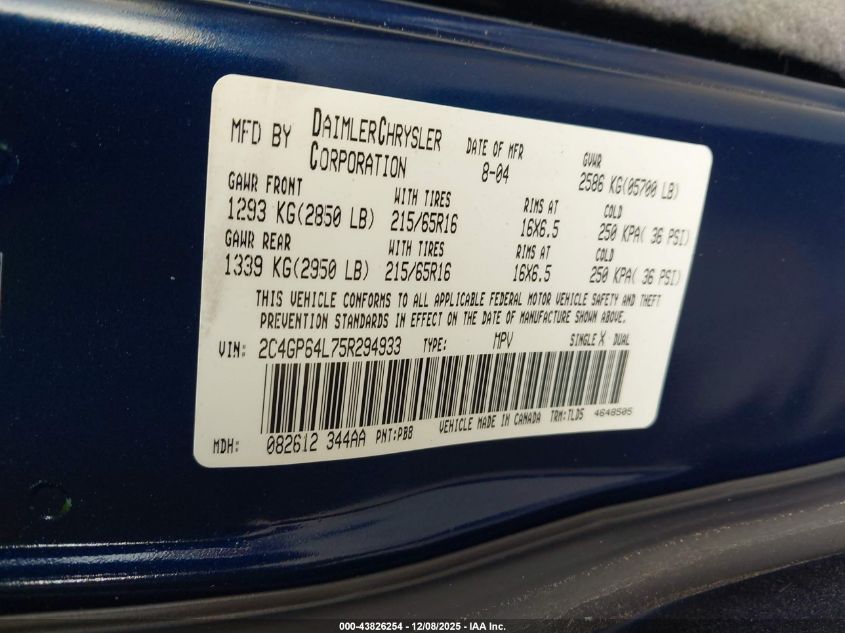 MFD BY DAIMLERCHRYSLER CORPORATION
DATE OF MFR 8-04
GVWR 2586 KG(05700 LB)
GAWR FRONT WITH TIRES RIMS AT COLD
1293 KG(2850 LB) 215/65R16 16X6.5 250 KPA( 36 PSI)
GAWR REAR WITH TIRES RIMS AT COLD
1339 KG(2950 LB) 215/65R16 16X6.5 250 KPA( 36 PSI)
THIS VEHICLE CONFORMS TO ALL APPLICABLE FEDERAL MOTOR VEHICLE SAFETY AND THEFT
PREVENTION STANDARDS IN EFFECT ON THE DATE OF MANUFACTURE SHOWN ABOVE.
VIN: 2C4GP64L75R294933 TYPE: MPV SINGLE X DUAL
MDH: 082612 344AA PNT:PBB VEHICLE MADE IN CANADA TRM:TLD5 4648505
000-43826254 - 12/08/2025 - IAA Inc.